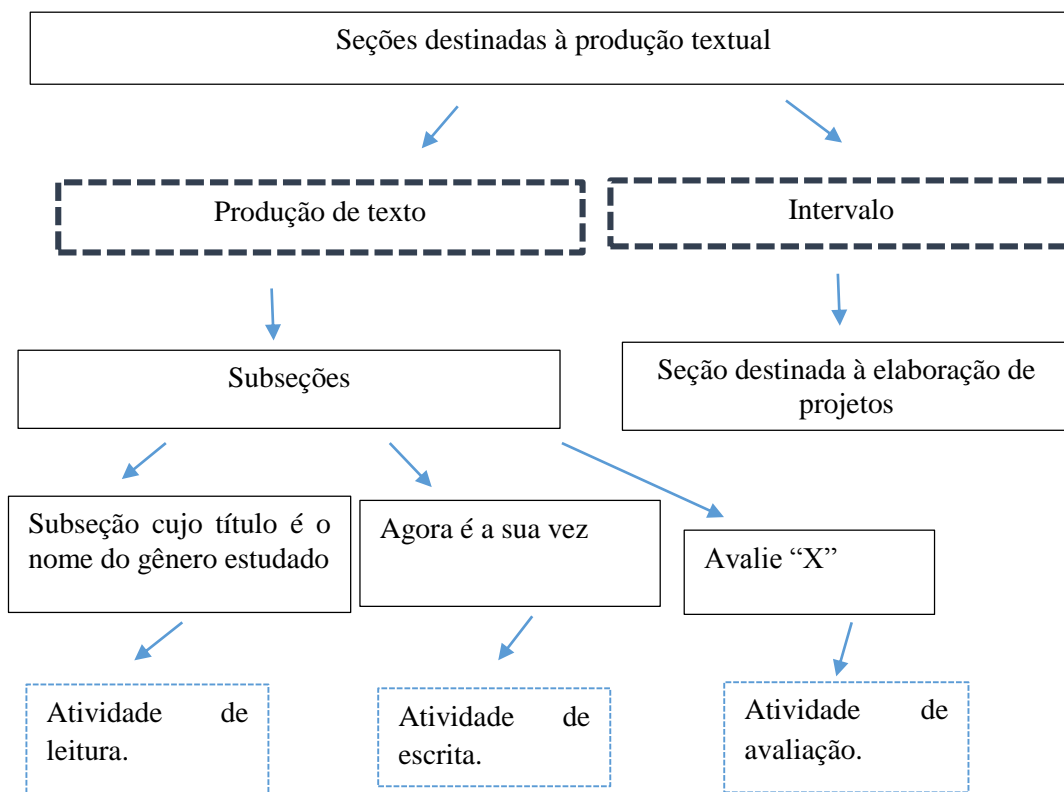 Seções destinadas à produção textual
Produção de texto
Intervalo
Subseções
Seção destinada à elaboração de
projetos
Subseção cujo título é o
nome do gênero estudado
Agora é a sua vez
Avalie “X”
Atividade de
leitura.
Atividade de
escrita.
Atividade de
avaliação.